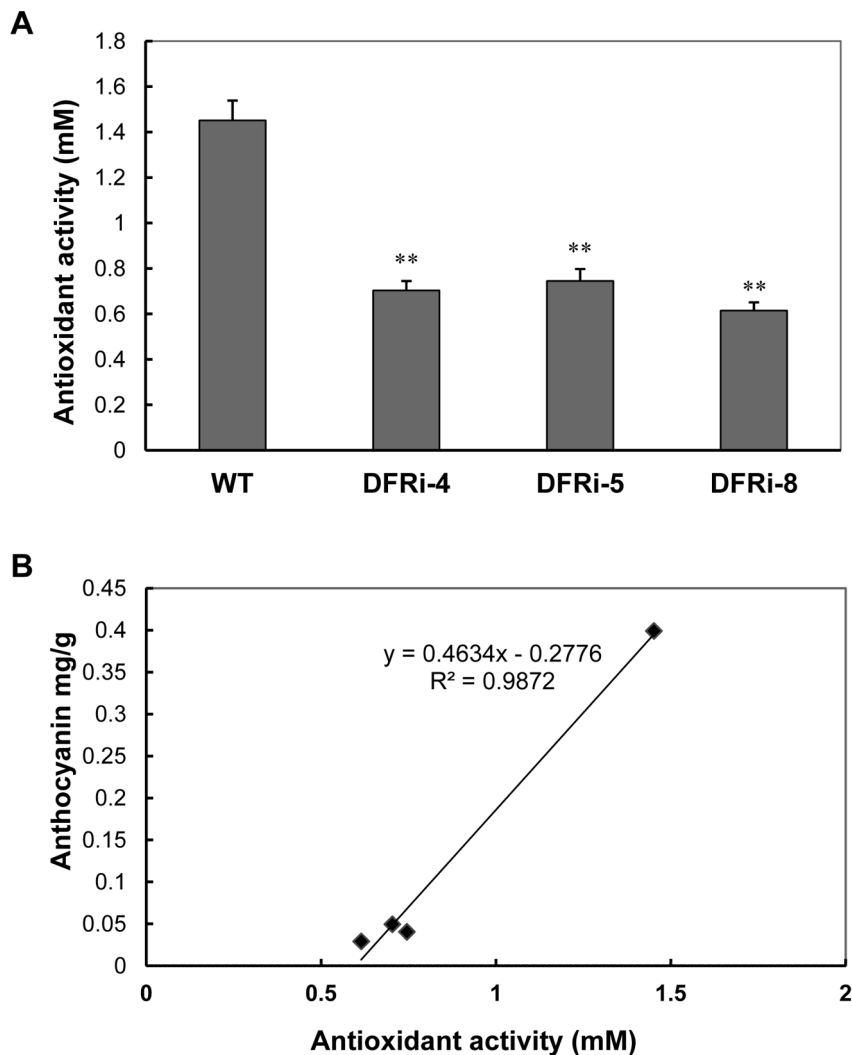 A
1.8
1.6
1.4
1.2
1
0.8
0.6
0.4
0.2
0
Antioxidant activity (mM)
**
**
**
WT DFRi-4 DFRi-5 DFRi-8
B
0.45
0.4
0.35
0.3
0.25
0.2
0.15
0.1
0.05
0
Anthocyanin mg/g
y = 0.4634x - 0.2776
R² = 0.9872
0 0.5 1 1.5 2
Antioxidant activity (mM)